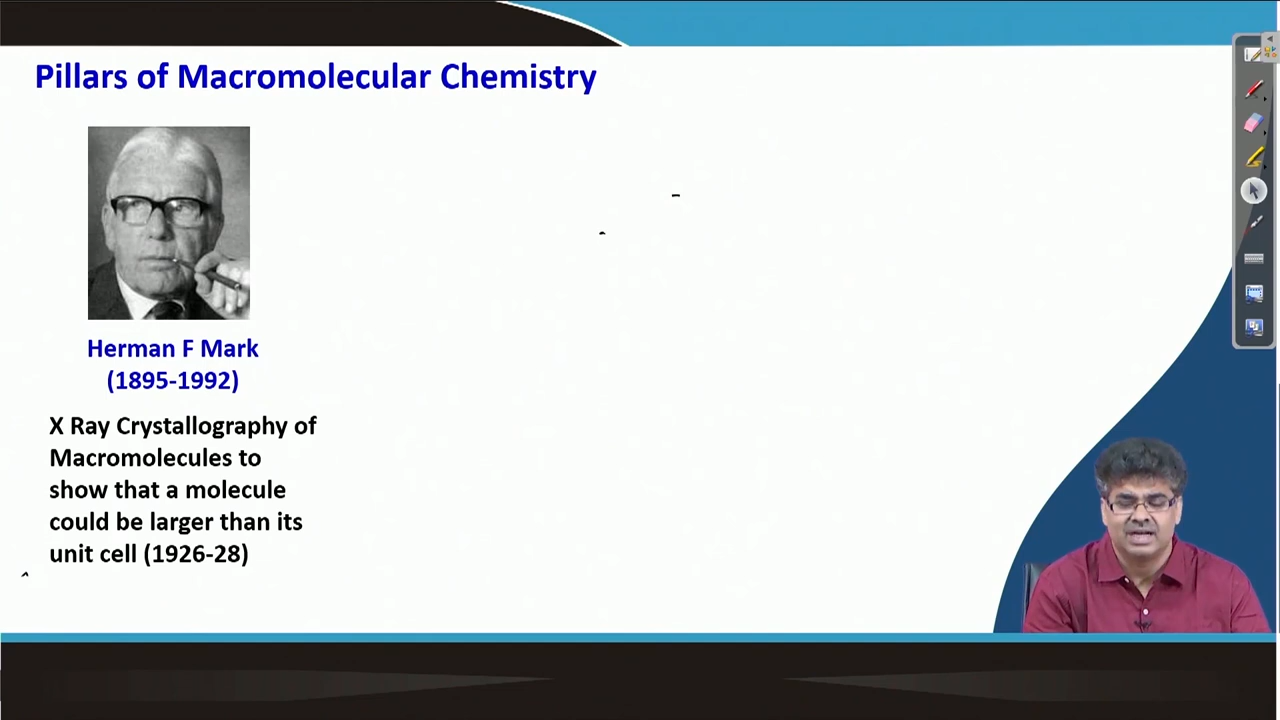 Pillars of Macromolecular Chemistry
Herman F Mark
(1895-1992)
X Ray Crystallography of
Macromolecules to
show that a molecule
could be larger than its
unit cell (1926-28)